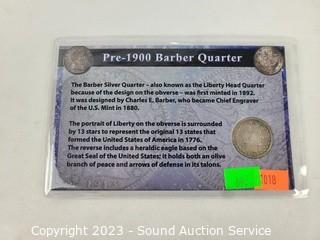 Pre-1900 Barber Quarter
The Barber Silver Quarter – also known as the Liberty Head Quarter
because of the design on the obverse – was first minted in 1892.
It was designed by Charles E. Barber, who became Chief Engraver
of the U.S. Mint in 1880.
The portrait of Liberty on the obverse is surrounded
by 13 stars to represent the original 13 states that
formed the United States of America in 1776.
The reverse includes a heraldic eagle based on the
Great Seal of the United States; it holds both an olive
branch of peace and arrows of defense in its talons.
1018
Copyright 2023 - Sound Auction Service